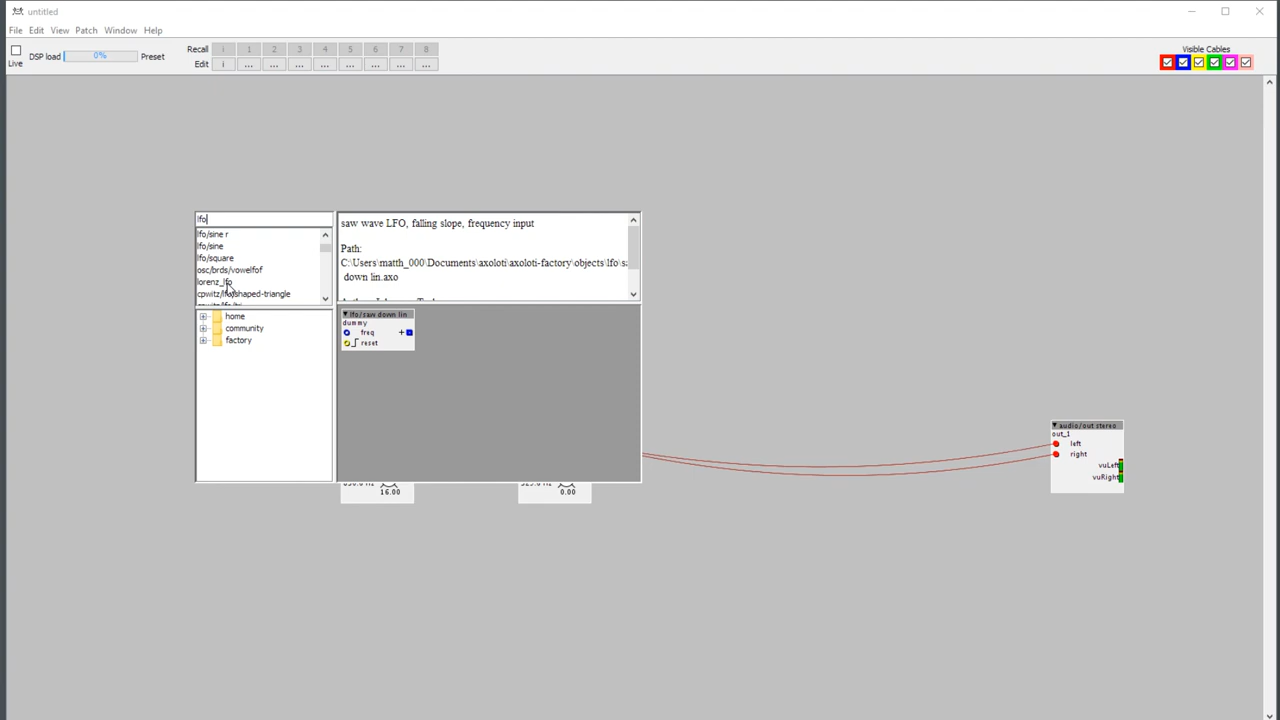 untitled
File Edit View Patch Window Help
Live
DSP load 0% Preset
Recall i 1 2 3 4 5 6 7 8
Edit i ... ... ... ... ... ... ... ...
Visible Cables
lfo
lfo/sine r
lfo/sine
lfo/square
osc/brds/vowelfof
lorenz_lfo
cpwitz/lfo/shaped-triangle
home
community
factory
saw wave LFO, falling slope, frequency input
Path:
C:\Users\matth_000\Documents\axoloti\axoloti-factory\objects\lfo\s
down lin.axo
lfo/saw down lin
dummy
freq +
reset
16.00
0.00
audio/out stereo
out_1
left
right
vuLeft
vuRight